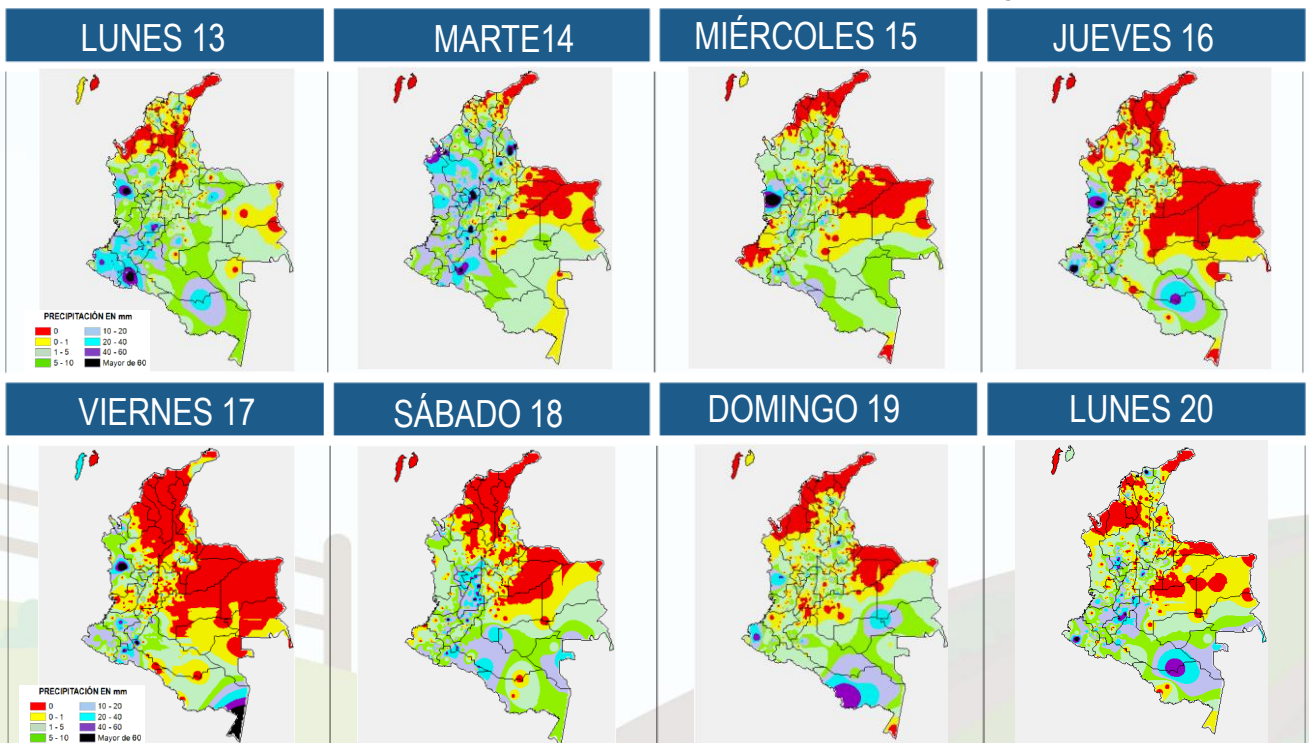 LUNES 13
MARTE14
MIÉRCOLES 15
JUEVES 16
PRECIPITACIÓN EN mm
0
10 - 20
0 - 1
20 - 40
1 - 5
40 - 60
5 - 10
Mayor de 60
VIERNES 17
SÁBADO 18
DOMINGO 19
LUNES 20
PRECIPITACIÓN EN mm
0
10 - 20
0 - 1
20 - 40
1 - 5
40 - 60
5 - 10
Mayor de 60